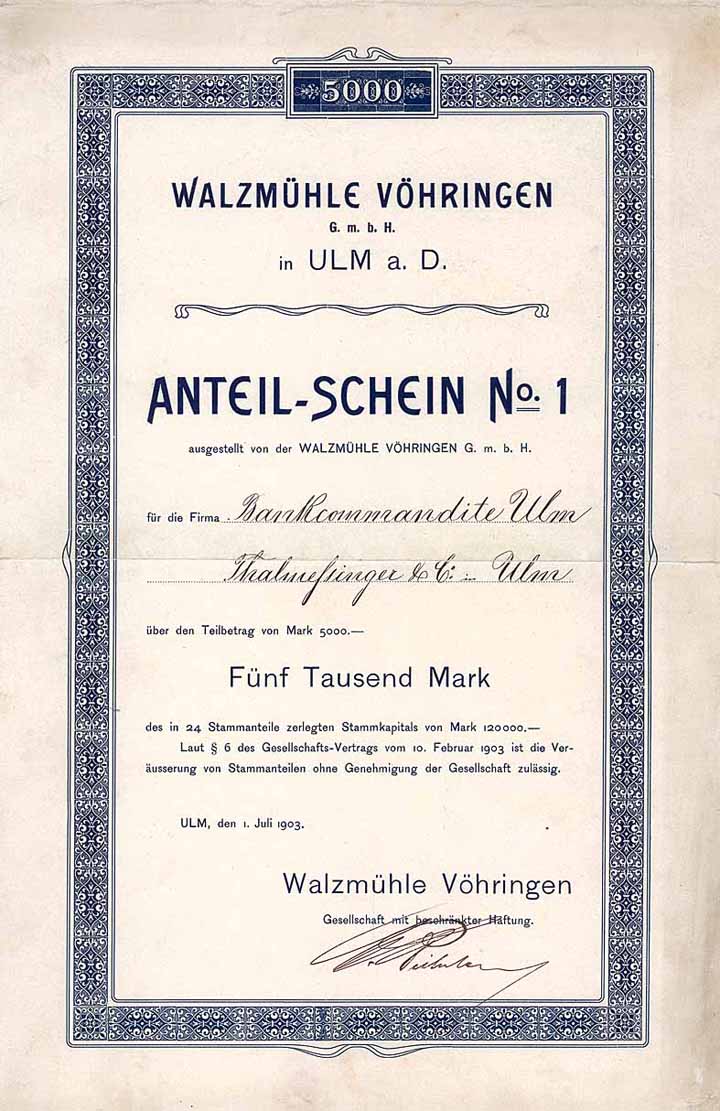 5000
WALZMÜHLE VÖHRINGEN
G. m. b. H.
in ULM a. D.
ANTEIL-SCHEIN No. 1
ausgestellt von der WALZMÜHLE VÖHRINGEN G. m. b. H.
für die Firma Bankcommandite Ulm
Thalmeſsinger & Cº in Ulm
über den Teilbetrag von Mark 5000.—
Fünf Tausend Mark
des in 24 Stammanteile zerlegten Stammkapitals von Mark 120000.—
Laut § 6 des Gesellschafts-Vertrags vom 10. Februar 1903 ist die Ver-
äusserung von Stammanteilen ohne Genehmigung der Gesellschaft zulässig.
ULM, den 1. Juli 1903.
Walzmühle Vöhringen
Gesellschaft mit beschränkter Haftung.